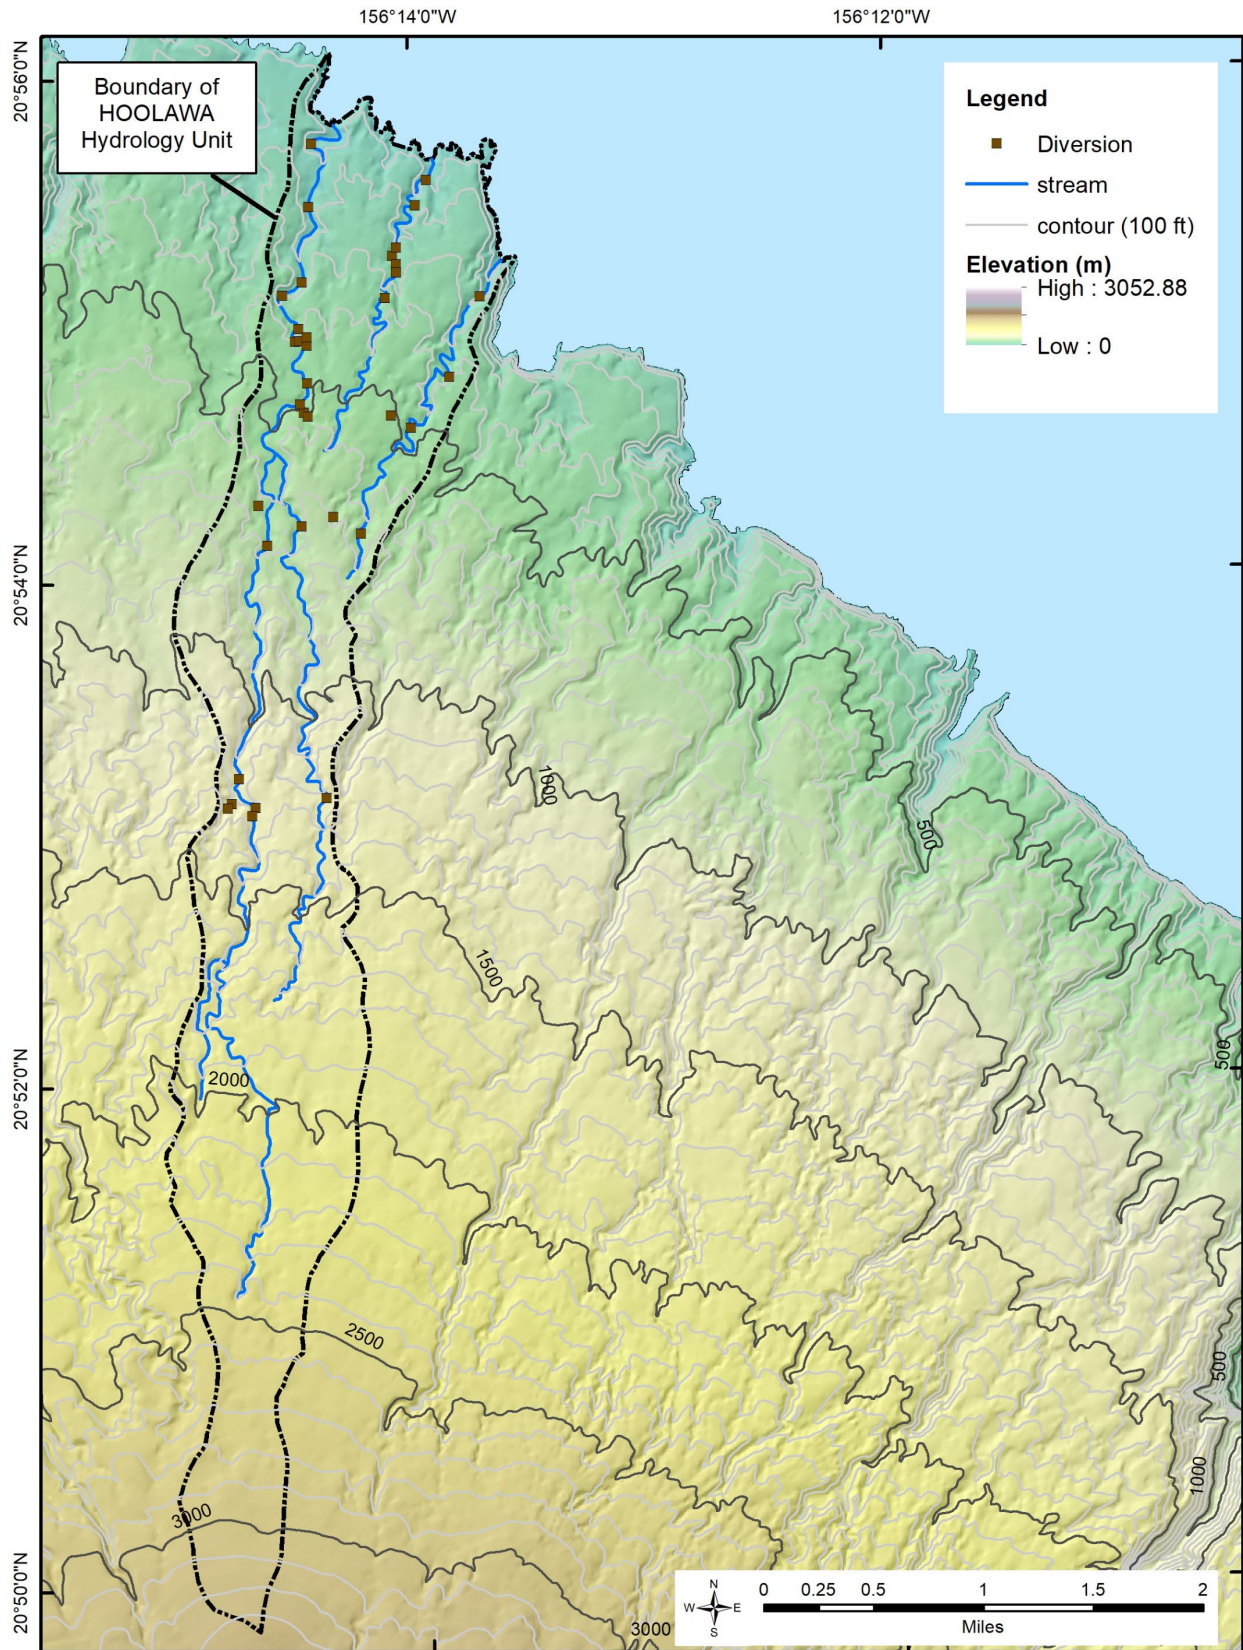 156°14'0"W
156°12'0"W
20°56'0"N
Boundary of
HOOLAWA
Hydrology Unit
Legend
Diversion
stream
contour (100 ft)
Elevation (m)
High : 3052.88
Low : 0
20°54'0"N
1000
500
1500
500
20°52'0"N
2000
2500
500
1000
3000
20°50'0"N
N
W
E
S
0
0.25
0.5
1
1.5
2
Miles
3000